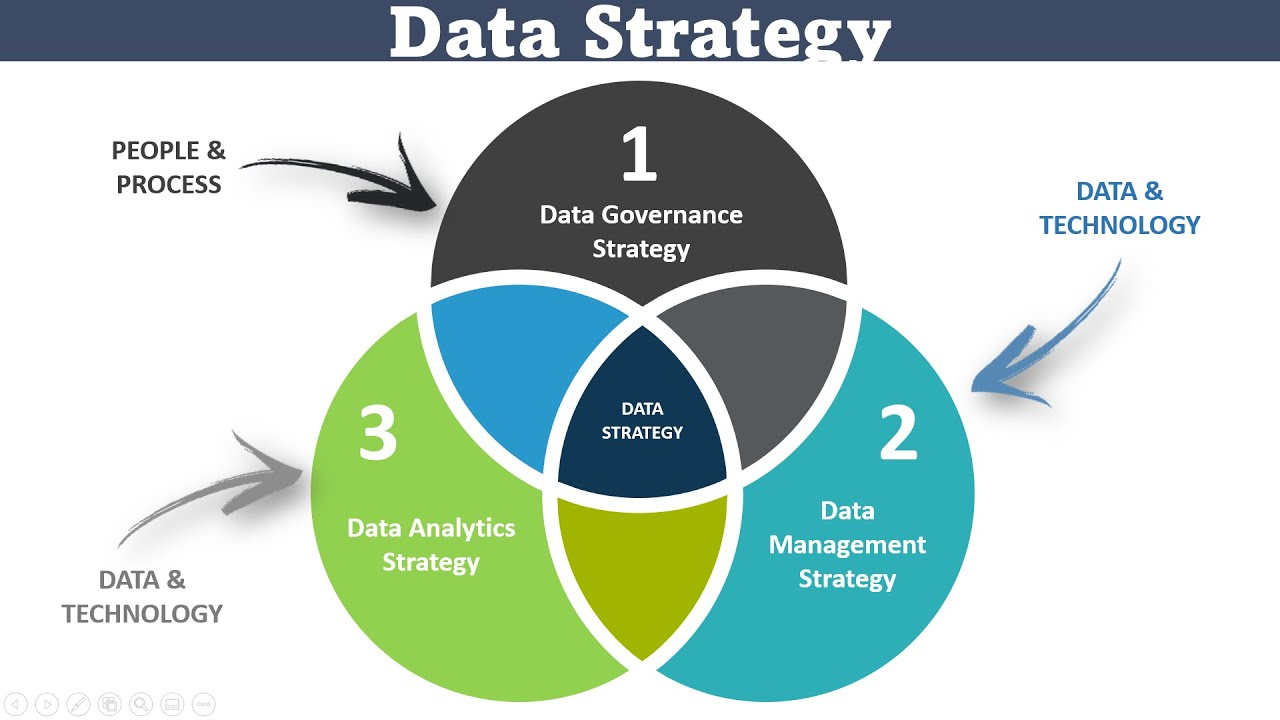 Data Strategy
PEOPLE &
PROCESS
1
Data Governance
Strategy
DATA &
TECHNOLOGY
DATA
STRATEGY
3
Data Analytics
Strategy
2
Data
Management
Strategy
DATA &
TECHNOLOGY